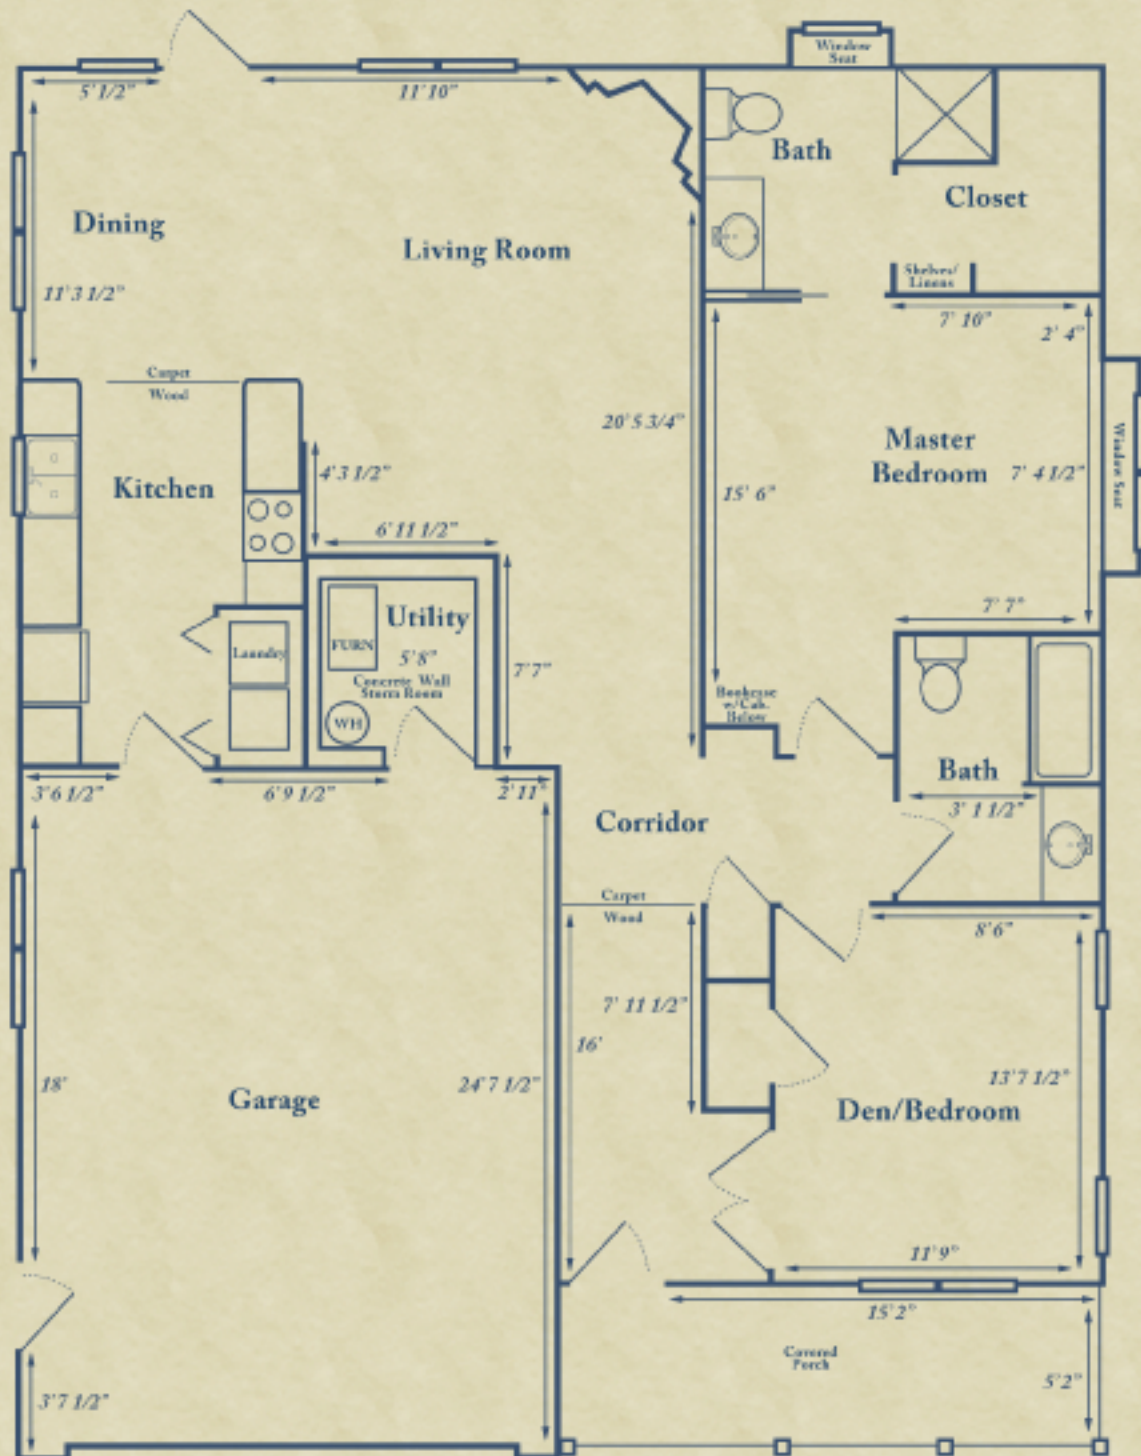 Window
Seat
5' 1/2"
11'10"
Bath
Closet
Dining
Living Room
Shelves/
Linens
11'3 1/2"
7' 10"
2' 4"
Carpet
Wood
20'5 3/4"
Master
Bedroom
Window Seat
Kitchen
4'3 1/2"
7' 4 1/2"
15' 6"
6'11 1/2"
7' 7"
Utility
FURN
Laundry
5'8"
Concrete Wall
Storm Room
7'7"
WH
Bookcase
w/Cab.
Below
Bath
3'6 1/2"
6'9 1/2"
2'11"
3' 1 1/2"
Corridor
Carpet
Wood
8'6"
7' 11 1/2"
16'
18'
24'7 1/2"
13'7 1/2"
Garage
Den/Bedroom
11'9"
15'2"
Covered
Porch
5'2"
3'7 1/2"